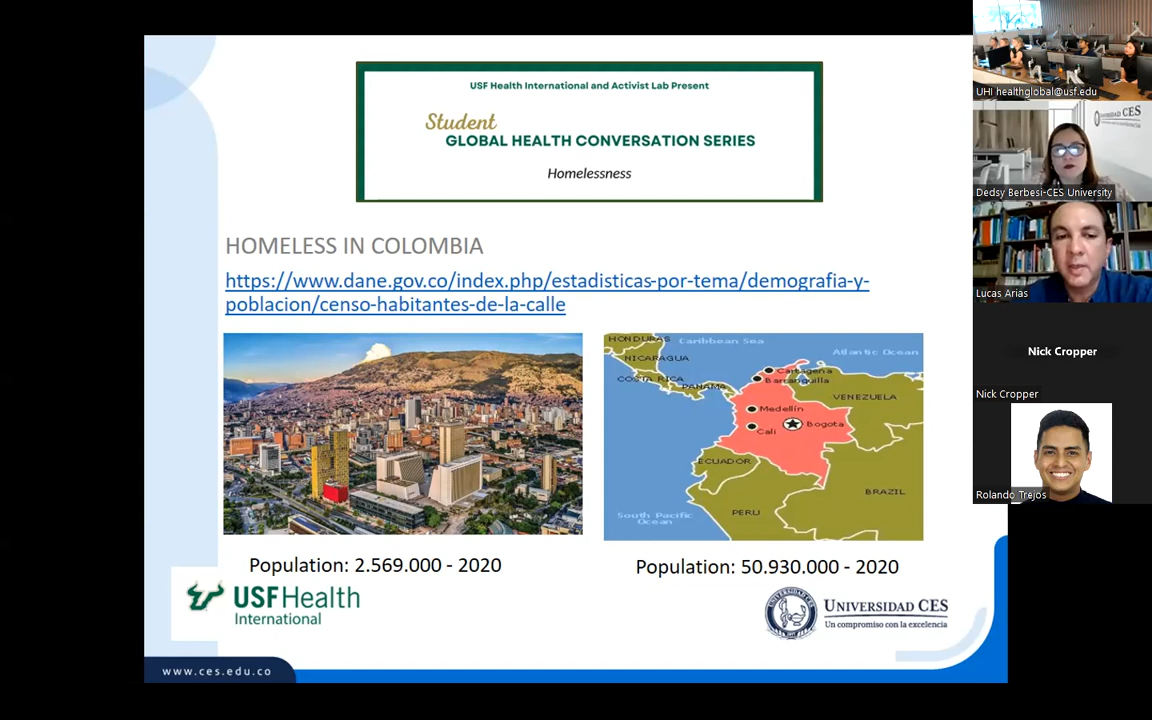 USF Health International and Activist Lab Present
Student
GLOBAL HEALTH CONVERSATION SERIES
Homelessness
HOMELESS IN COLOMBIA
https://www.dane.gov.co/index.php/estadisticas-por-tema/demografia-y-
poblacion/censo-habitantes-de-la-calle
HONDURAS
Caribbean Sea
Atlantic Ocean
NICARAGUA
COSTA RICA
PANAMA
Cartagena
Barranquilla
VENEZUELA
Medellín
Cali
Bogota
ECUADOR
BRAZIL
PERU
South Pacific
Ocean
Population: 2.569.000 - 2020
Population: 50.930.000 - 2020
USFHealth
International
UNIVERSIDAD CES
Un compromiso con la excelencia
www.ces.edu.co
UHI healthglobal@usf.edu
UNIVERSIDAD CES
Dedsy Berbesi-CES University
Lucas Arias
Nick Cropper
Nick Cropper
Rolando Trejos